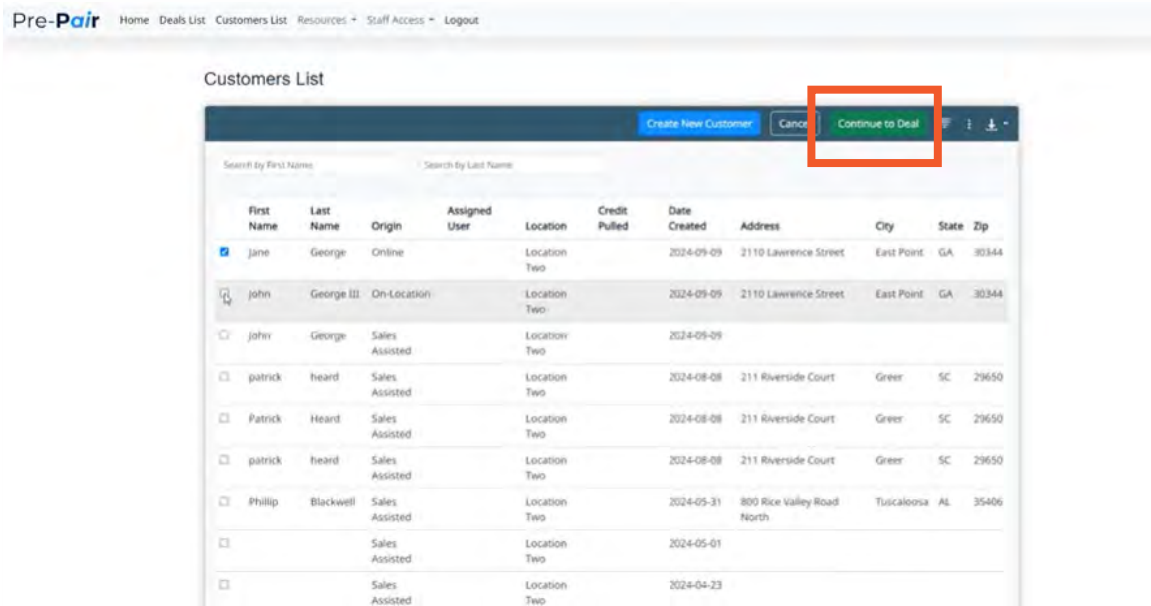 Pre-Pair Home Deals List Customers List Resources Staff Access Logout
Customers List
Create New Customer Cancel Continue to Deal
Search by First Name Search by Last Name
First Name Last Name Origin Assigned User Location Credit Pulled Date Created Address City State Zip
Jane George Online Location Two 2024-09-09 2110 Lawrence Street East Point GA 30344
John George III On-Location Location Two 2024-09-09 2110 Lawrence Street East Point GA 30344
John George Sales Assisted Location Two 2024-09-09
patrick heard Sales Assisted Location Two 2024-08-08 211 Riverside Court Greer SC 29650
Patrick Heard Sales Assisted Location Two 2024-08-08 211 Riverside Court Greer SC 29650
patrick heard Sales Assisted Location Two 2024-08-08 211 Riverside Court Greer SC 29650
Phillip Blackwell Sales Assisted Location Two 2024-05-31 800 Rice Valley Road North Tuscaloosa AL 35406
Sales Assisted Location Two 2024-05-01
Sales Assisted Location Two 2024-04-23